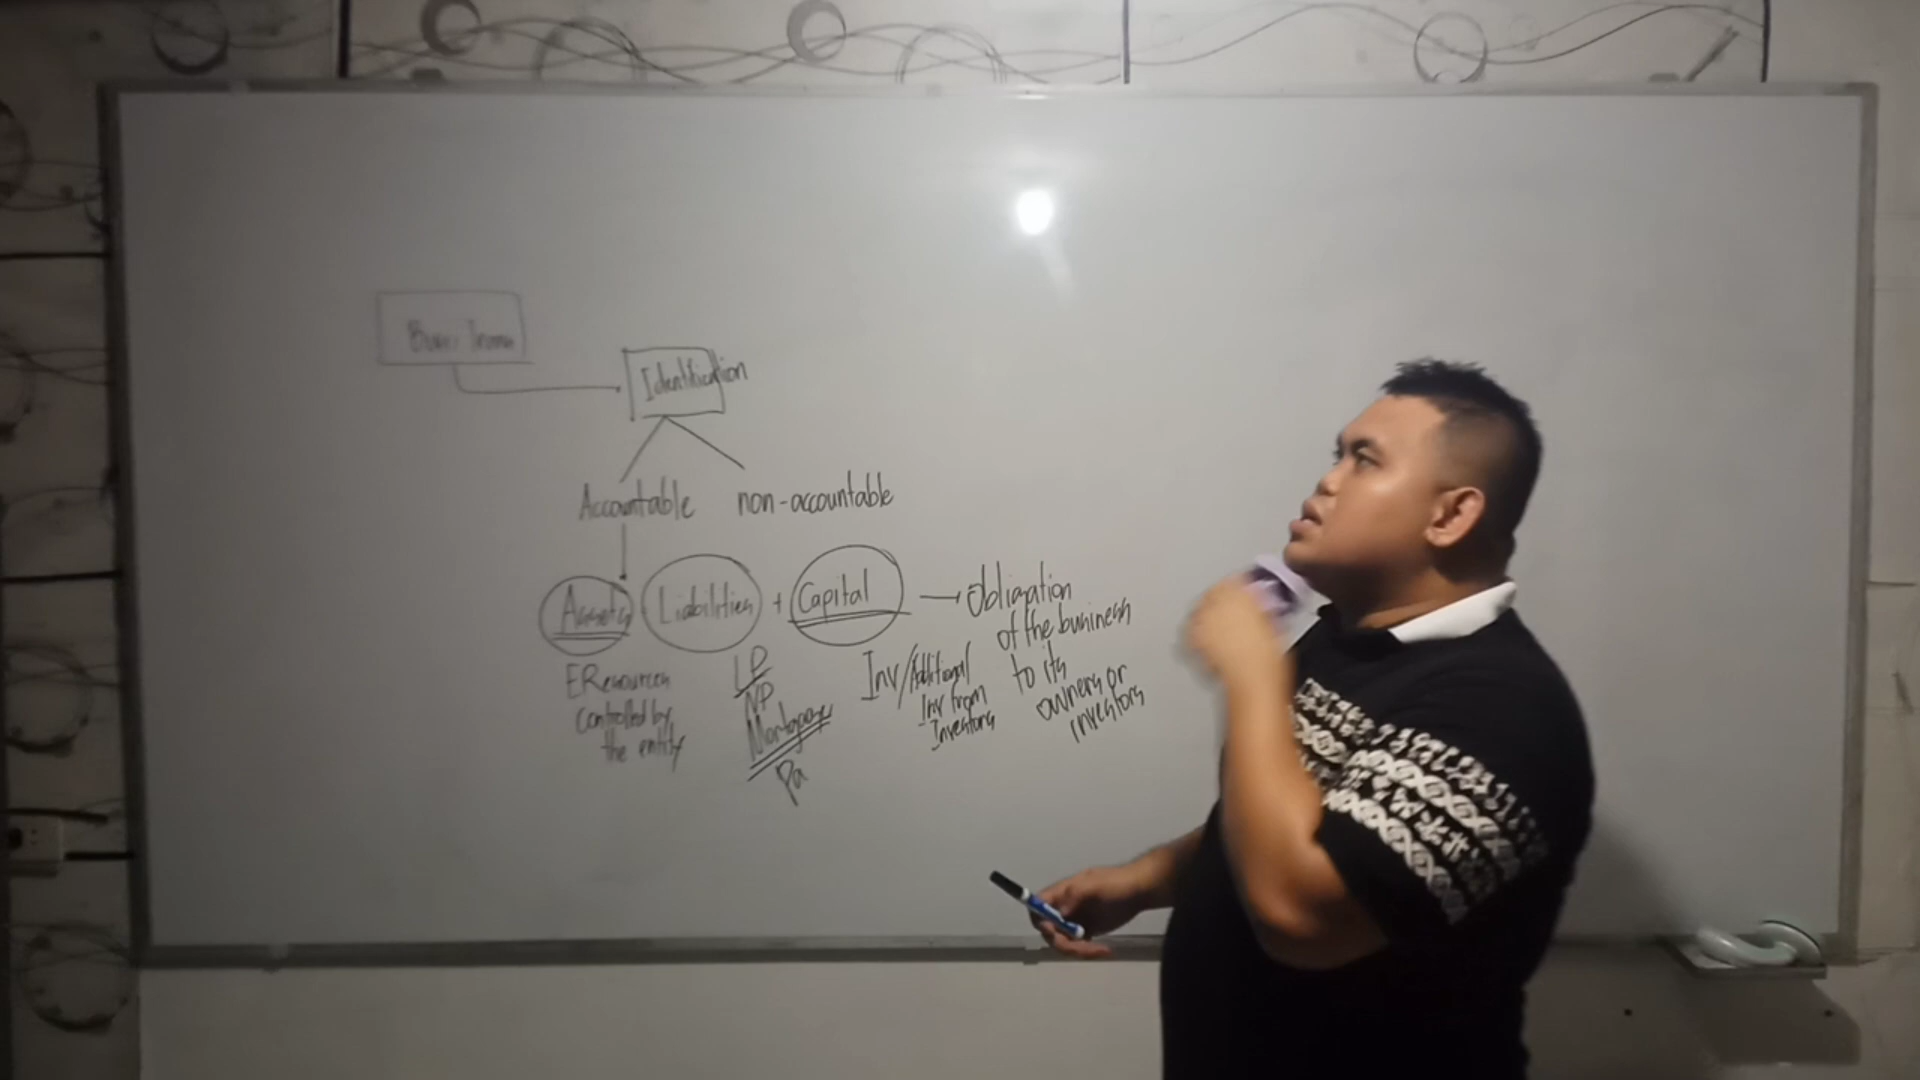 Identification
Accountable non-accountable
Assets Liabilities + Capital → Obligation
of the business
to its
owners or
investors
E Resources
controlled by
the entity
LP
NP
Mortgage
Pa
Inv/Additional
Inv from
Investors